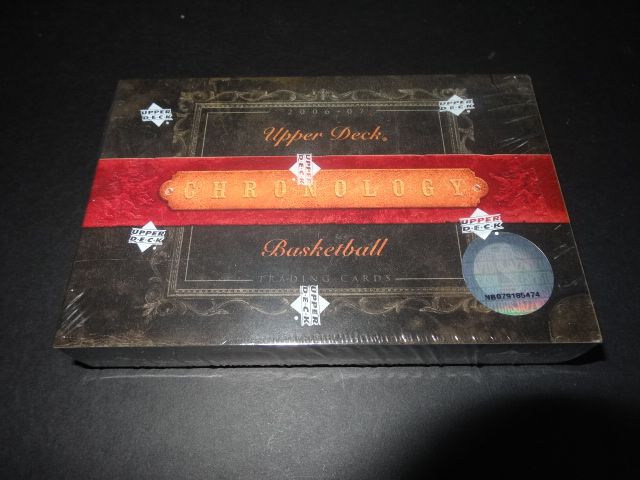 2006-07
Upper Deck®
CHRONOLOGY
Basketball
TRADING CARDS
UPPER DECK
UPPER DECK
UPPER DECK
UPPER DECK
UPPER DECK
UPPER DECK
NBA079185474